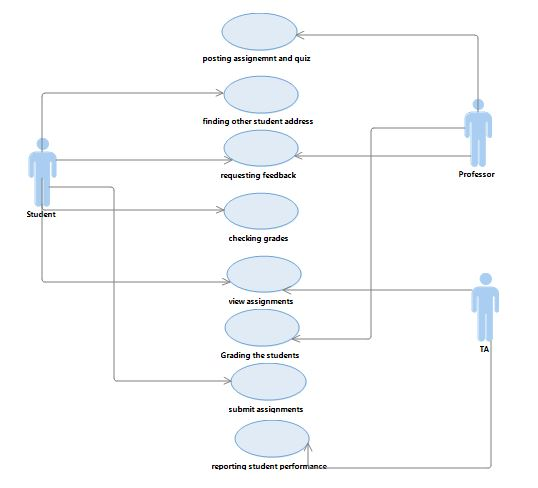 posting assignemnt and quiz
finding other student address
requesting feedback
Professor
Student
checking grades
view assignments
TA
Grading the students
submit assignments
reporting student performance